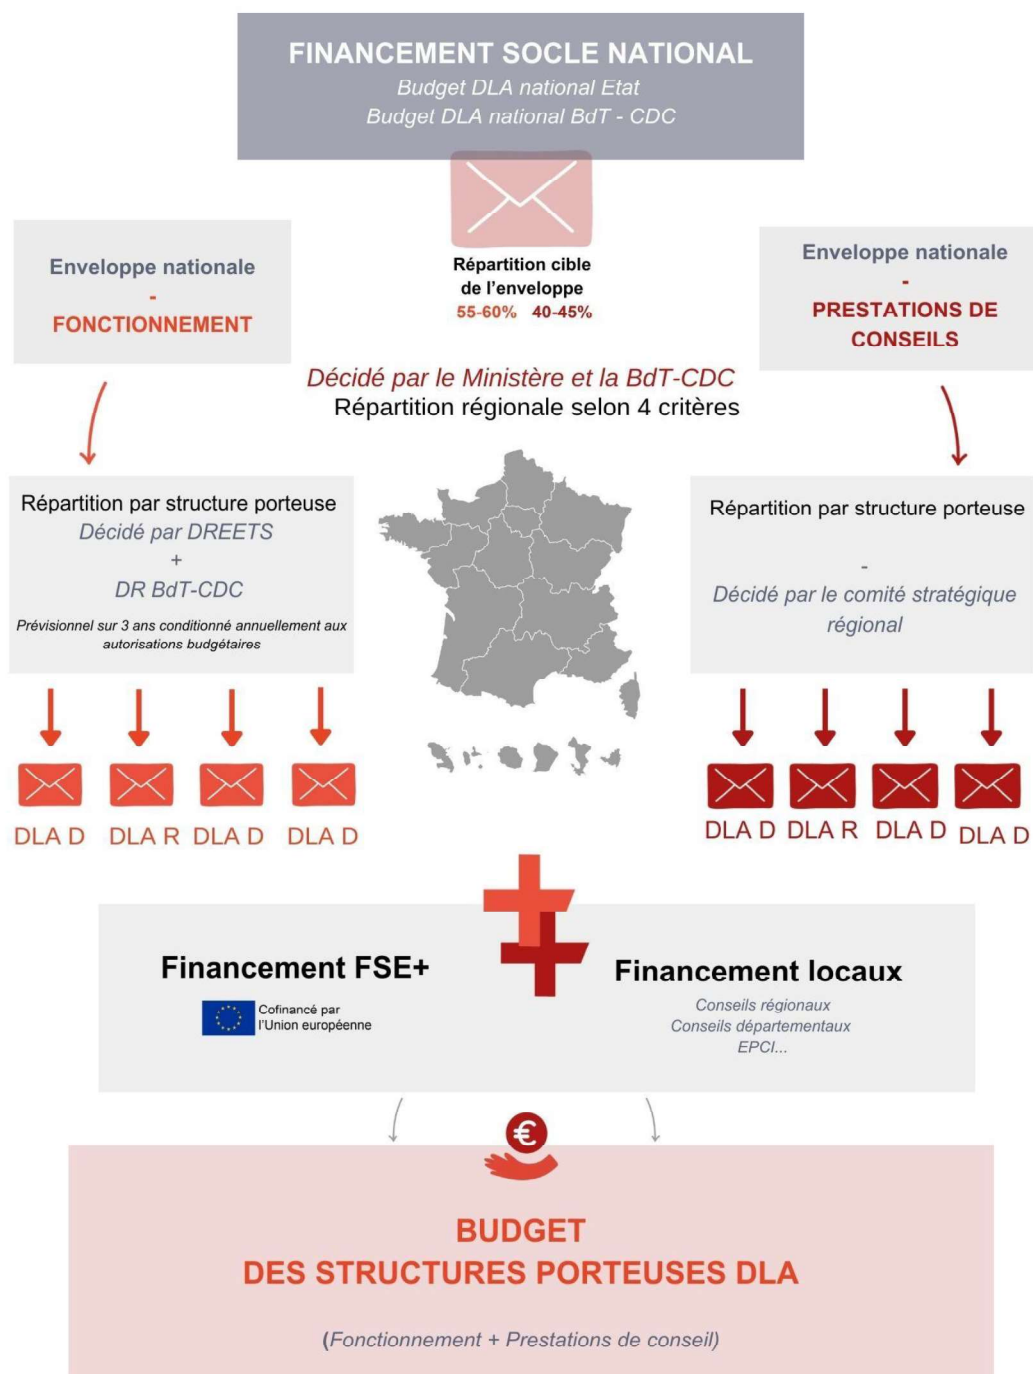 FINANCEMENT SOCLE NATIONAL
Budget DLA national Etat
Budget DLA national BdT - CDC
Enveloppe nationale
-
FONCTIONNEMENT
Répartition cible
de l'enveloppe
55-60% 40-45%
Enveloppe nationale
-
PRESTATIONS DE
CONSEILS
Décidé par le Ministère et la BdT-CDC
Répartition régionale selon 4 critères
Répartition par structure porteuse
Décidé par DREETS
+
DR BdT-CDC
Prévisionnel sur 3 ans conditionné annuellement aux
autorisations budgétaires
Répartition par structure porteuse
-
Décidé par le comité stratégique
régional
DLA D DLA R DLA D DLA D
DLA D DLA R DLA D DLA D
Financement FSE+
Cofinancé par
l'Union européenne
Financement locaux
Conseils régionaux
Conseils départementaux
EPCI...
€
BUDGET
DES STRUCTURES PORTEUSES DLA
(Fonctionnement + Prestations de conseil)